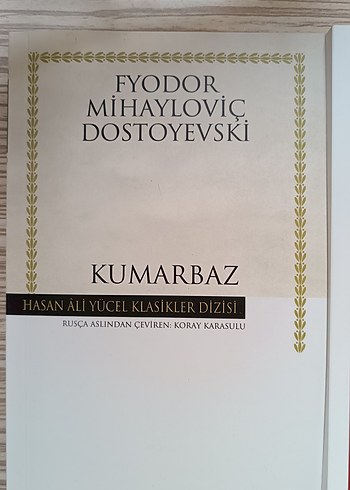 FYODOR
MİHAYLOVİÇ
DOSTOYEVSKİ
KUMARBAZ
HASAN ÂLİ YÜCEL KLASİKLER DİZİSİ
RUSÇA ASLINDAN ÇEVİREN: KORAY KARASULU